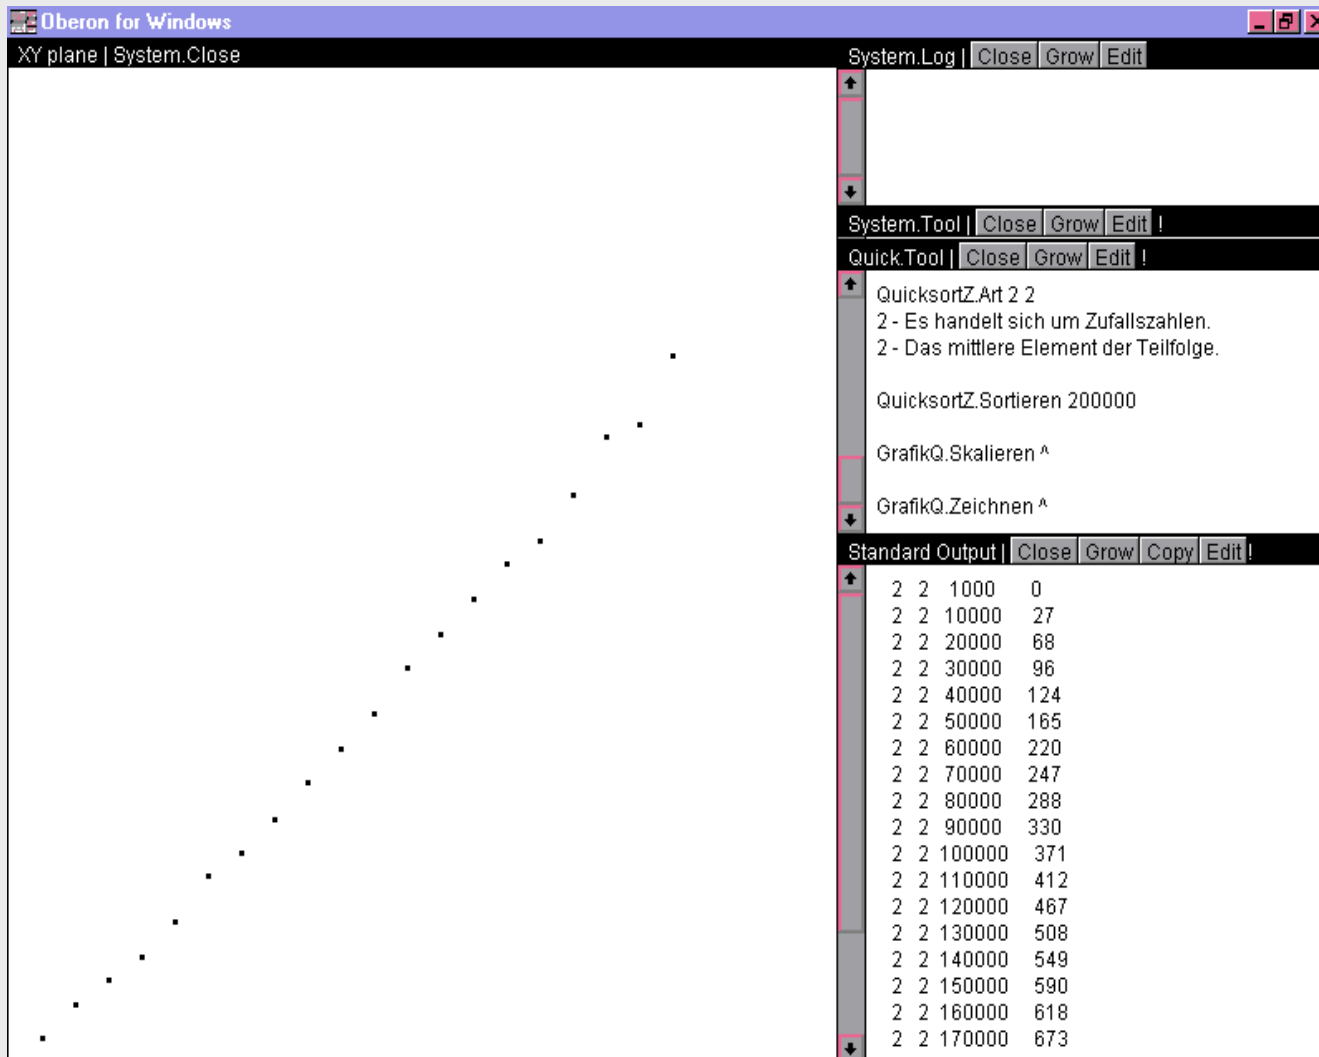 Oberon for Windows
XY plane | System.Close
System.Log | Close Grow Edit
System.Tool | Close Grow Edit !
Quick.Tool | Close Grow Edit !
QuicksortZ.Art 2 2
2 - Es handelt sich um Zufallszahlen.
2 - Das mittlere Element der Teilfolge.
QuicksortZ.Sortieren 200000
GrafikQ.Skalieren ^
GrafikQ.Zeichnen ^
Standard Output | Close Grow Copy Edit !
2 2 1000 0
2 2 10000 27
2 2 20000 68
2 2 30000 96
2 2 40000 124
2 2 50000 165
2 2 60000 220
2 2 70000 247
2 2 80000 288
2 2 90000 330
2 2 100000 371
2 2 110000 412
2 2 120000 467
2 2 130000 508
2 2 140000 549
2 2 150000 590
2 2 160000 618
2 2 170000 673